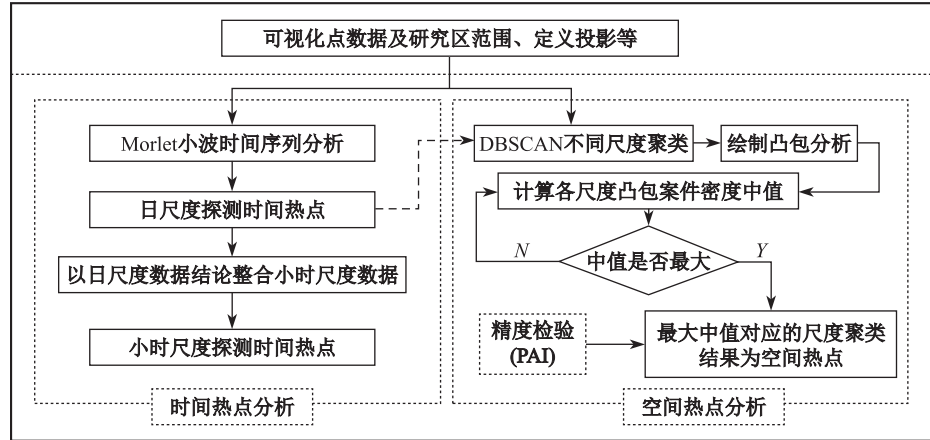 可视化点数据及研究区范围、定义投影等
Morlet小波时间序列分析
日尺度探测时间热点
以日尺度数据结论整合小时尺度数据
小时尺度探测时间热点
时间热点分析
DBSCAN不同尺度聚类
绘制凸包分析
计算各尺度凸包案件密度中值
中值是否最大
N
Y
精度检验
(PAI)
最大中值对应的尺度聚类
结果为空间热点
空间热点分析